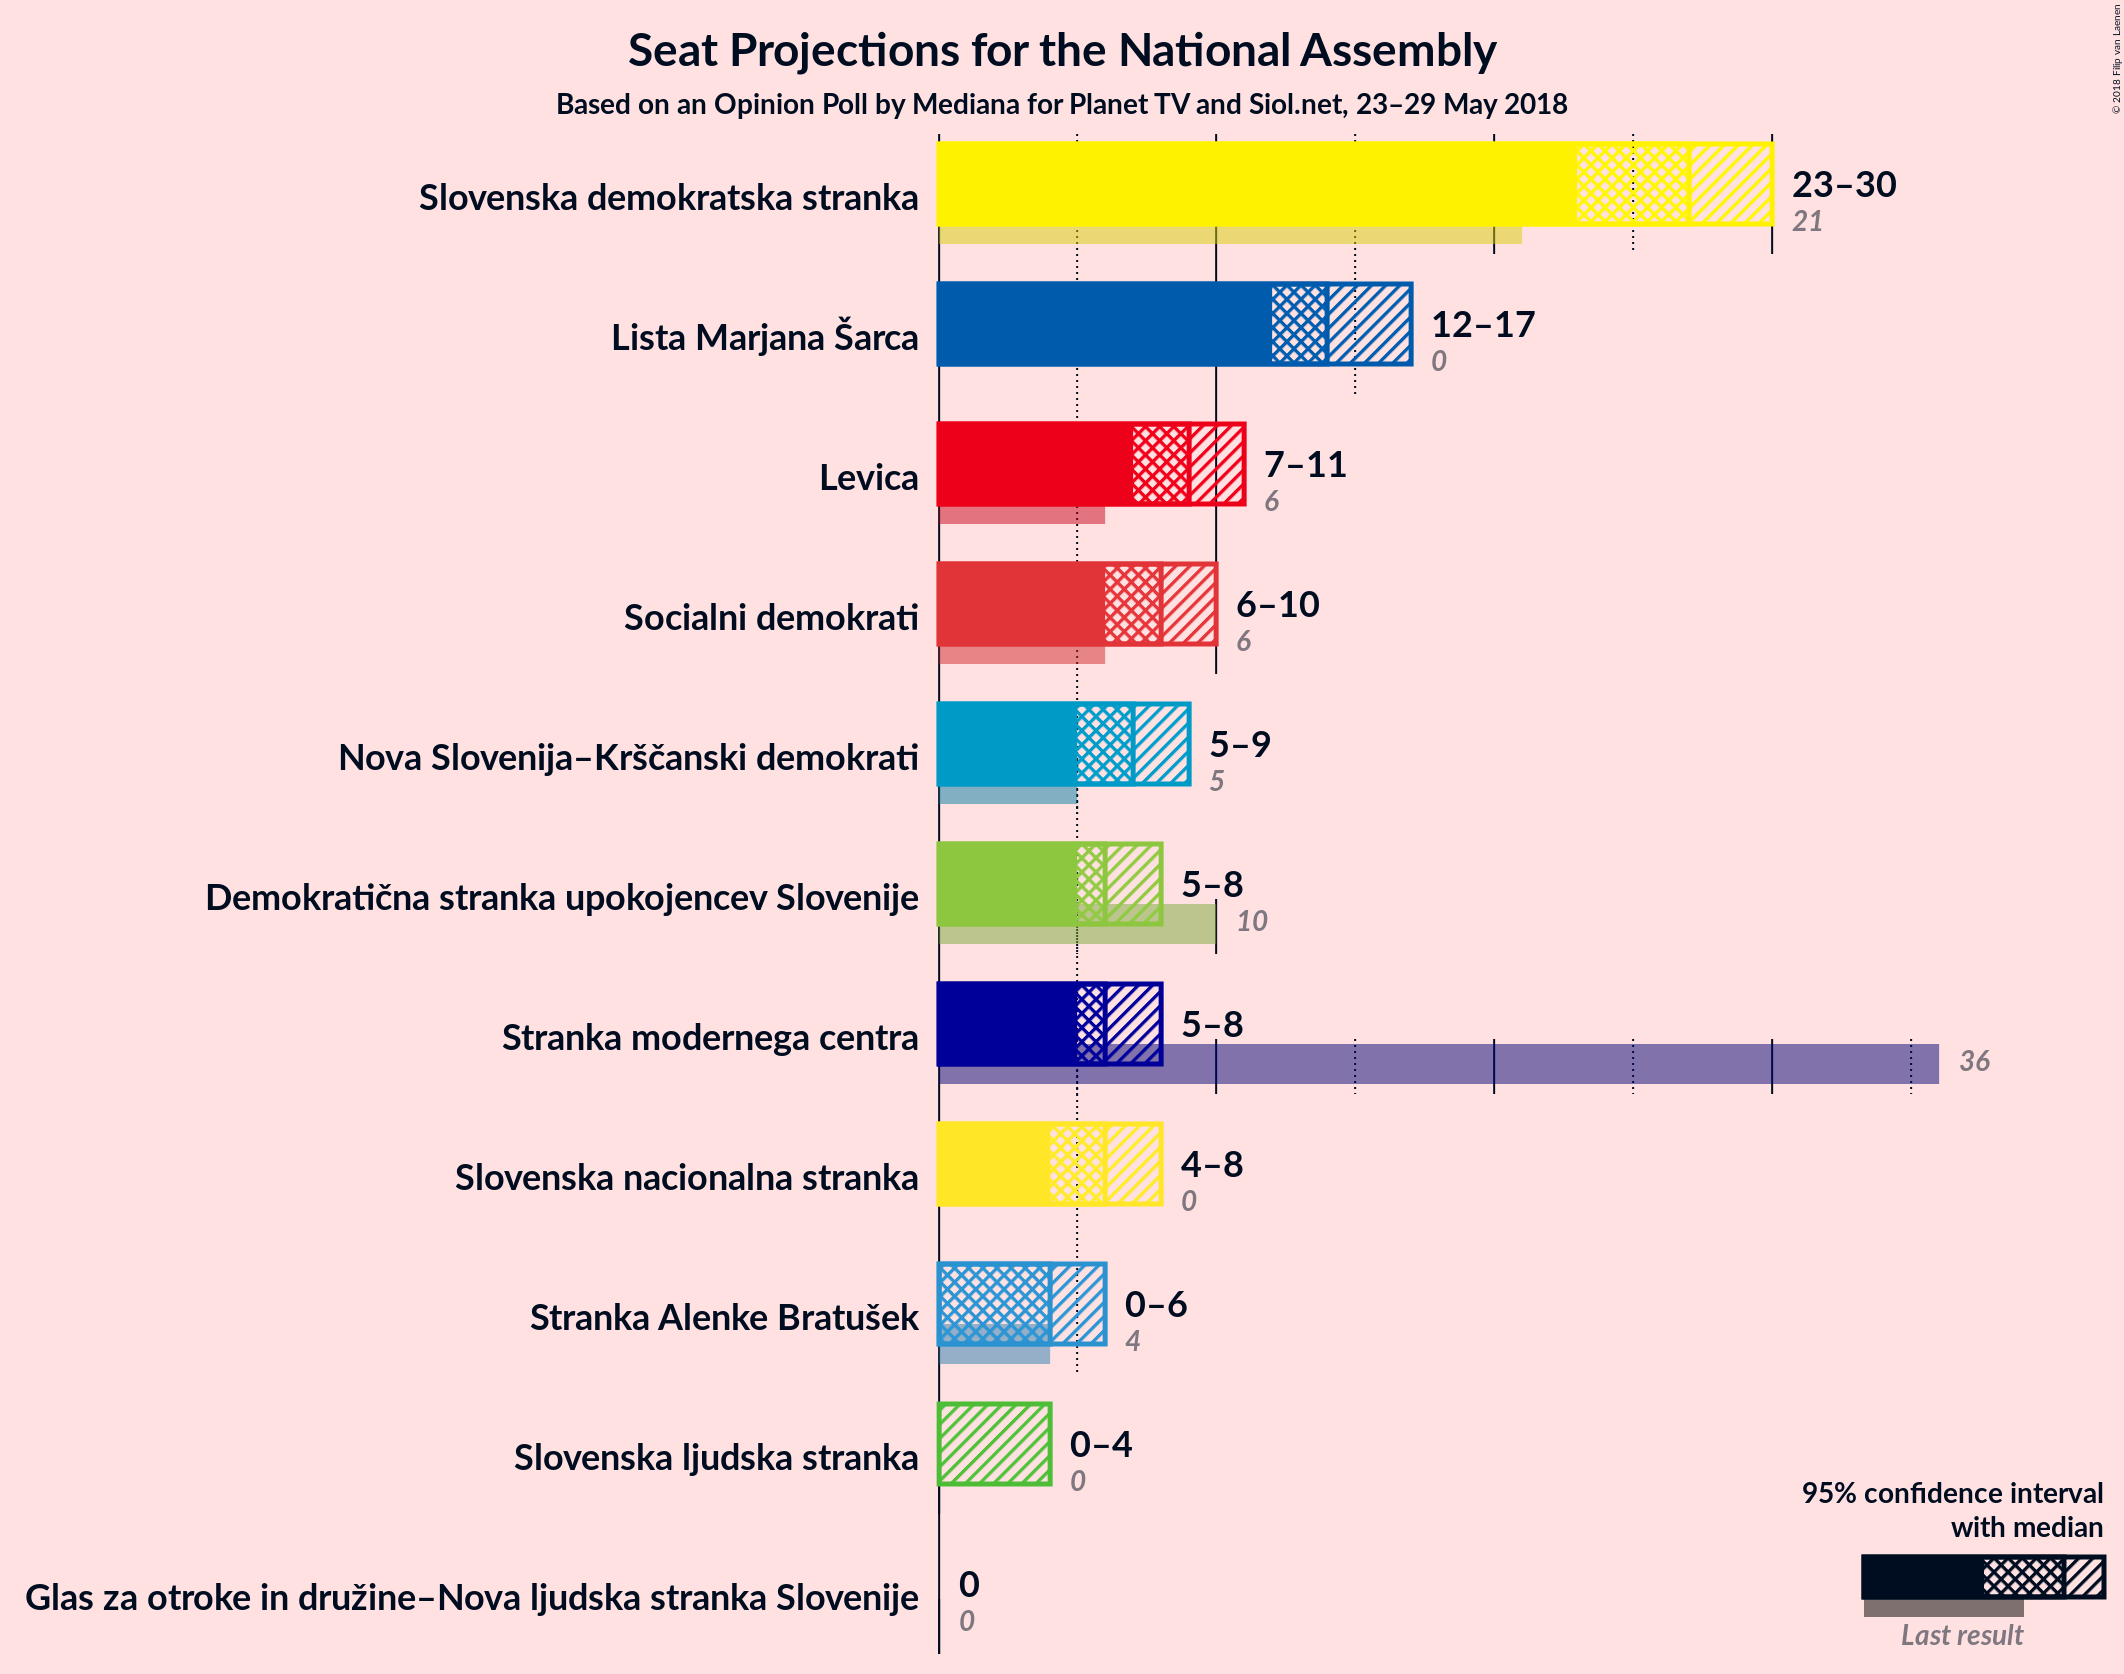 Seat Projections for the National Assembly
Based on an Opinion Poll by Mediana for Planet TV and Siol.net, 23–29 May 2018
© 2018 Filip van Laenen
Slovenska demokratska stranka
23–30
21
Lista Marjana Šarca
12–17
0
Levica
7–11
6
Socialni demokrati
6–10
6
Nova Slovenija–Krščanski demokrati
5–9
5
Demokratična stranka upokojencev Slovenije
5–8
10
Stranka modernega centra
5–8
36
Slovenska nacionalna stranka
4–8
0
Stranka Alenke Bratušek
0–6
4
Slovenska ljudska stranka
0–4
0
Glas za otroke in družine–Nova ljudska stranka Slovenije
0
0
95% confidence interval
with median
Last result